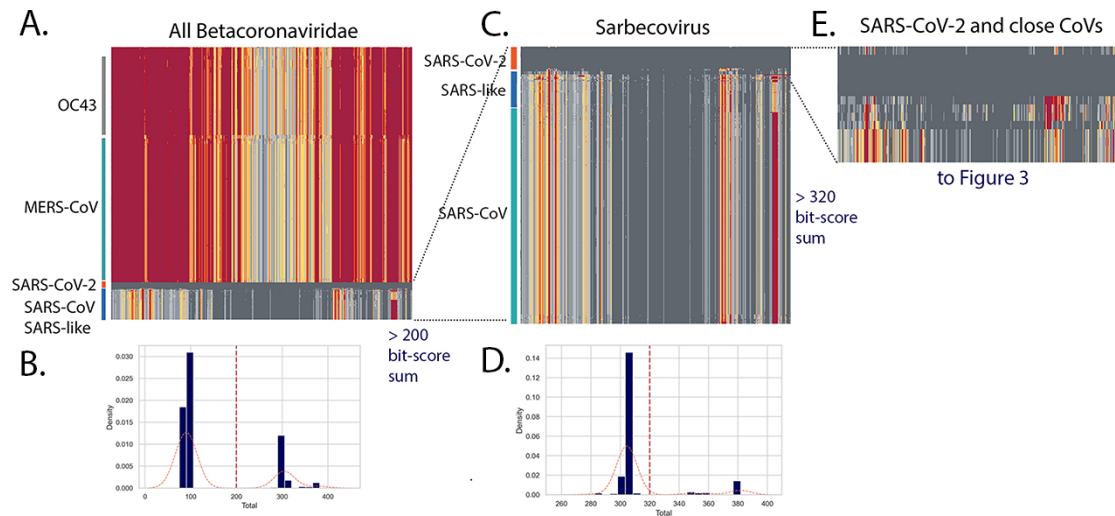 A.
All Betacoronaviridae
OC43
MERS-CoV
SARS-CoV-2
SARS-CoV
SARS-like
> 200
bit-score
sum
B.
0.030
0.025
0.020
0.015
0.010
0.005
0.000
Density
0
100
200
300
400
Total
C.
Sarbecovirus
SARS-CoV-2
SARS-like
SARS-CoV
> 320
bit-score
sum
D.
0.14
0.12
0.10
0.08
0.06
0.04
0.02
0.00
Density
260
280
300
320
340
360
380
400
Total
E.
SARS-CoV-2 and close CoVs
to Figure 3